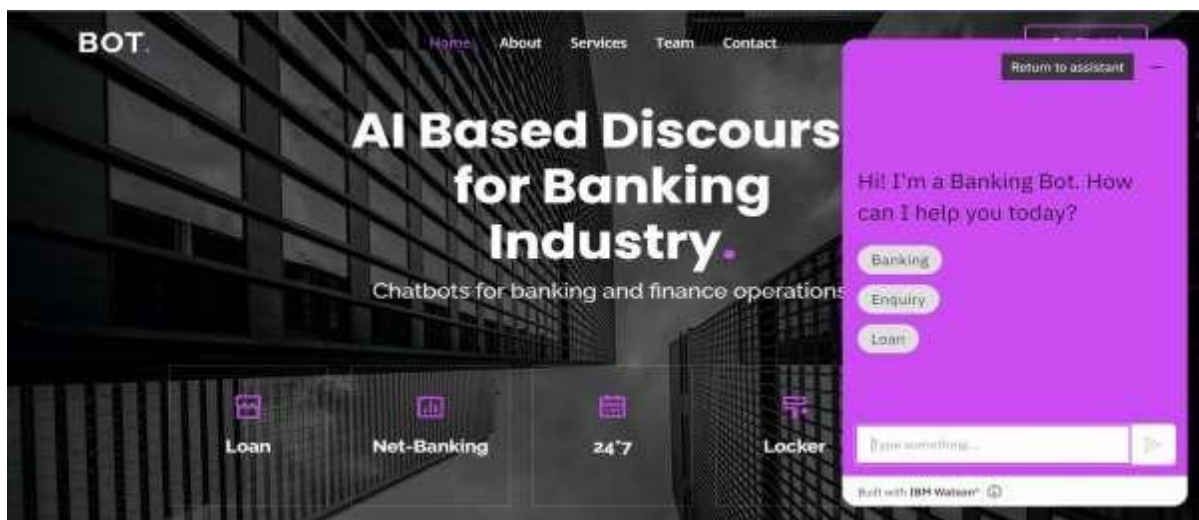 BOT.
Home About Services Team Contact
Return to assistant
AI Based Discours
for Banking
Industry.
Chatbots for banking and finance operations
Loan
Net-Banking
24*7
Locker
Hi! I'm a Banking Bot. How
can I help you today?
Banking
Enquiry
Loan
Type something...
Built with IBM Watson®